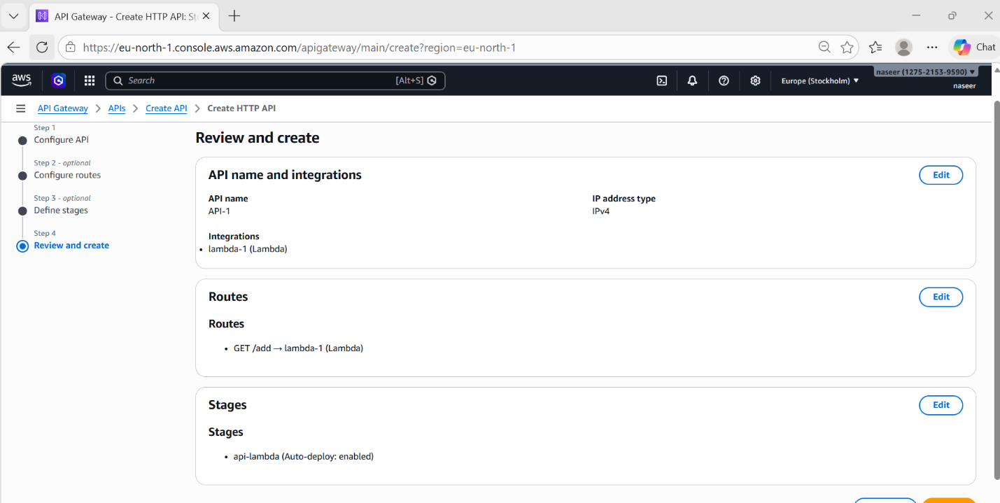 API Gateway - Create HTTP API: St
https://eu-north-1.console.aws.amazon.com/apigateway/main/create?region=eu-north-1
Chat
aws
Search
[Alt+S]
Europe (Stockholm) ▼
naseer (1275-2153-9590) ▼
naseer
API Gateway > APIs > Create API > Create HTTP API
Step 1
Configure API
Step 2 - optional
Configure routes
Step 3 - optional
Define stages
Step 4
Review and create
Review and create
API name and integrations
Edit
API name
API-1
IP address type
IPv4
Integrations
• lambda-1 (Lambda)
Routes
Edit
Routes
• GET /add → lambda-1 (Lambda)
Stages
Edit
Stages
• api-lambda (Auto-deploy: enabled)